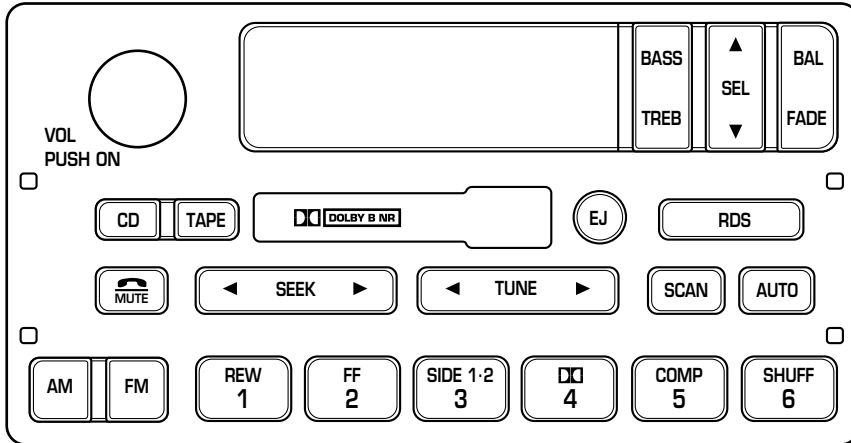 BASS
TREB
▲
SEL
▼
BAL
FADE
VOL
PUSH ON
CD
TAPE
DOLBY B NR
EJ
RDS
MUTE
◄ SEEK ►
◄ TUNE ►
SCAN
AUTO
AM
FM
REW
1
FF
2
SIDE 1·2
3
4
COMP
5
SHUFF
6